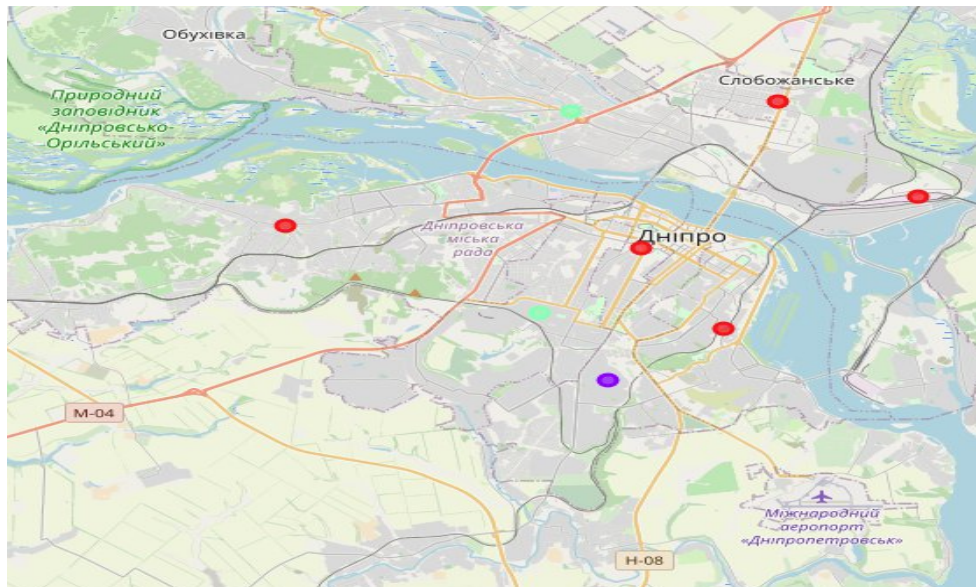 Обухівка
Слобожанське
Природний
заповідник
«Дніпровсько-
Орільський»
Дніпровська
міська
рада
Дніпро
М-04
Міжнародний
аеропорт
«Дніпропетровськ»
Н-08